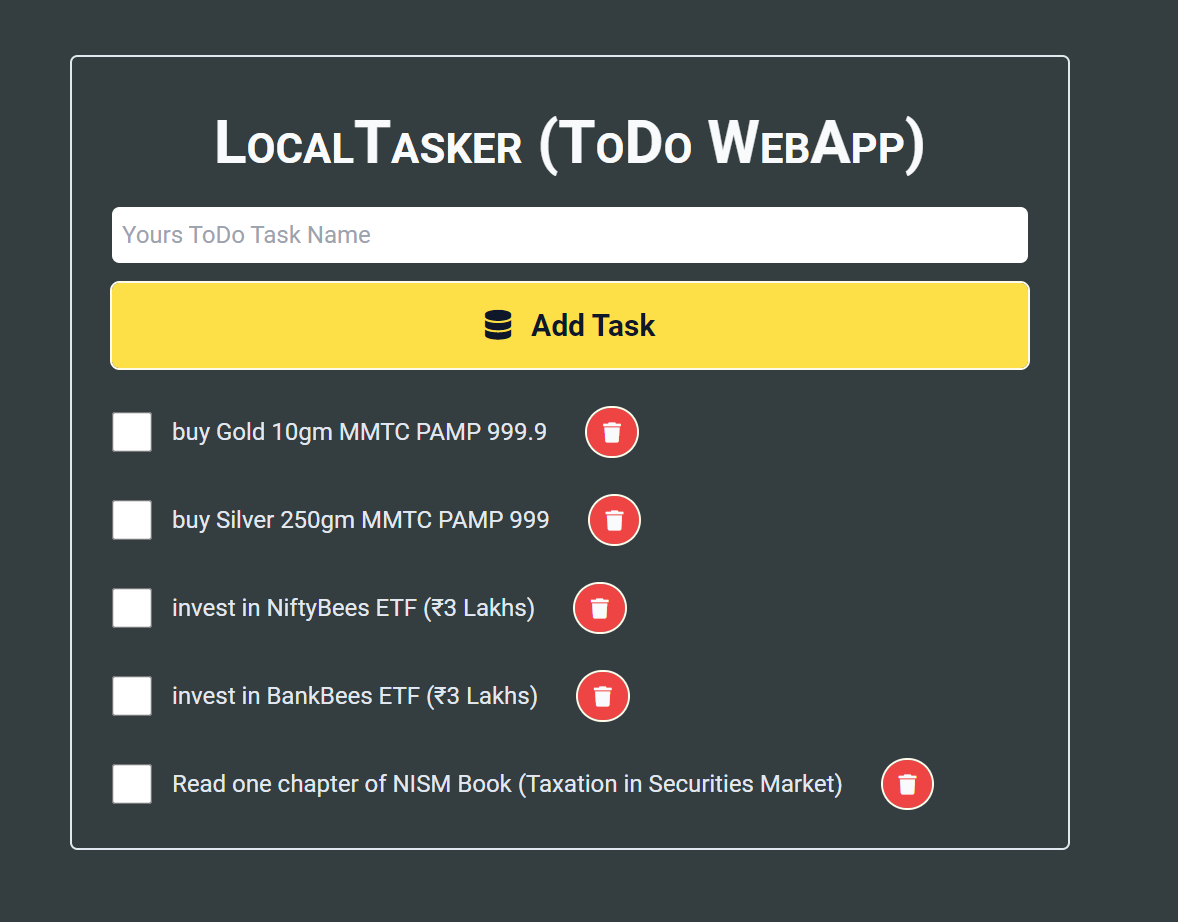 LocalTasker (ToDo WebApp)
Yours ToDo Task Name
Add Task
buy Gold 10gm MMTC PAMP 999.9
buy Silver 250gm MMTC PAMP 999
invest in NiftyBees ETF (₹3 Lakhs)
invest in BankBees ETF (₹3 Lakhs)
Read one chapter of NISM Book (Taxation in Securities Market)